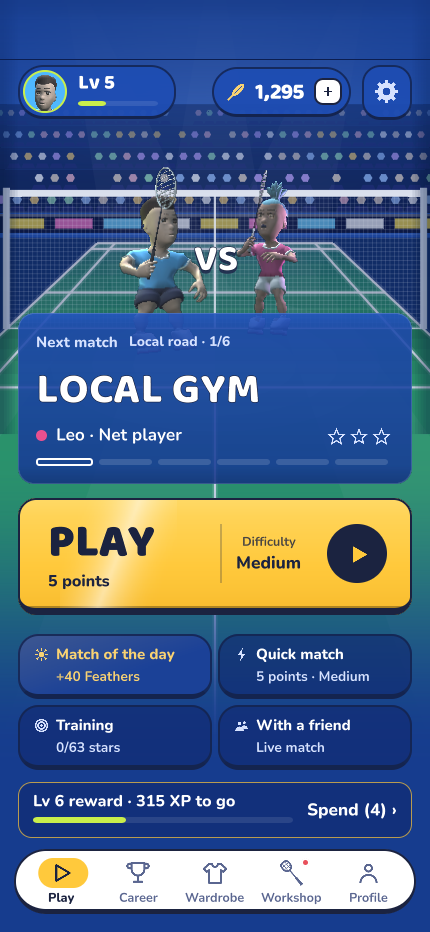 Lv 5
1,295
+
VS
Next match Local road · 1/6
LOCAL GYM
Leo · Net player
PLAY
5 points
Difficulty
Medium
Match of the day
+40 Feathers
Quick match
5 points · Medium
Training
0/63 stars
With a friend
Live match
Lv 6 reward · 315 XP to go
Spend (4) ›
Play
Career
Wardrobe
Workshop
Profile